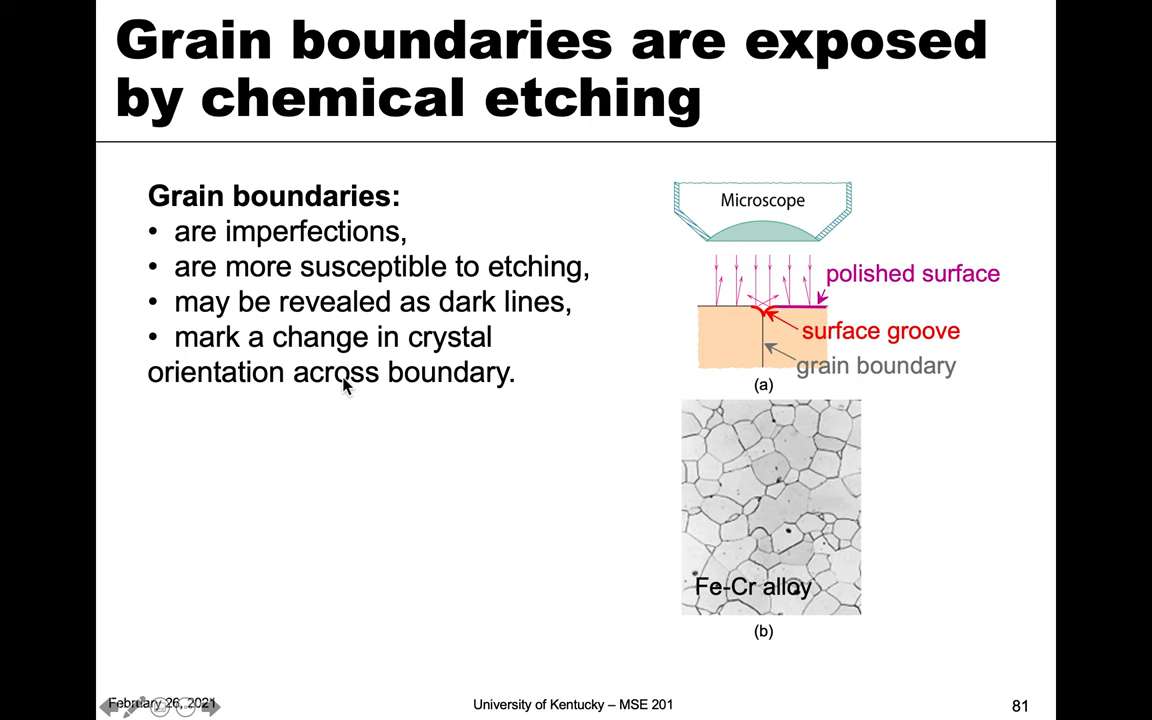 Grain boundaries are exposed
by chemical etching
Grain boundaries:
• are imperfections,
• are more susceptible to etching,
• may be revealed as dark lines,
• mark a change in crystal
orientation across boundary.
Microscope
polished surface
surface groove
grain boundary
(a)
Fe-Cr alloy
(b)
February 26, 2021
University of Kentucky – MSE 201
81